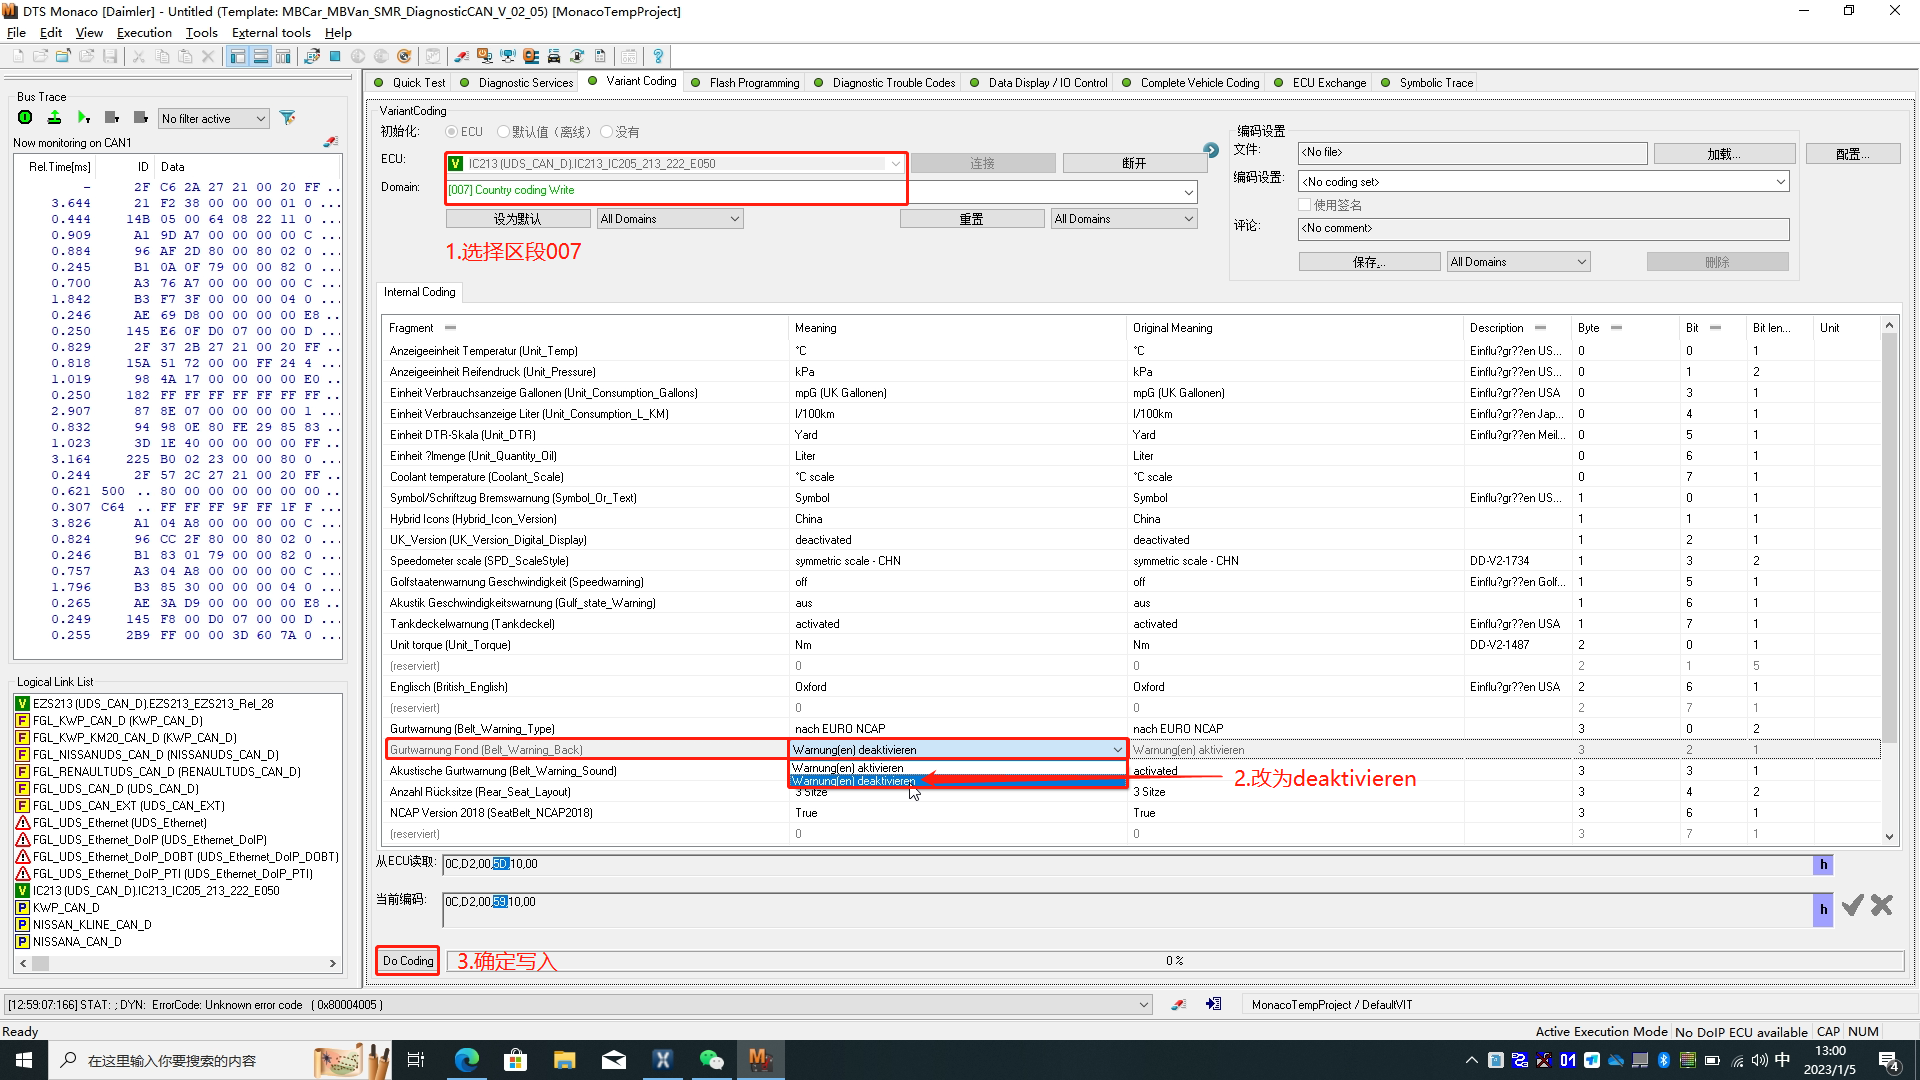 DTS Monaco [Daimler] - Untitled (Template: MBCar_MBVan_SMR_DiagnosticCAN_V_02_05) [MonacoTempProject]
File Edit View Execution Tools External tools Help
Bus Trace
No filter active
Now monitoring on CAN1
Rel.Time[ms] ID Data
– 2F C6 2A 27 21 00 20 FF ..
3.644 21 F2 38 00 00 00 01 0 ...
0.444 14B 05 00 64 08 22 11 0 ...
0.909 A1 9D A7 00 00 00 00 C ...
0.884 96 AF 2D 80 00 80 02 0 ...
0.245 B1 0A 0F 79 00 00 82 0 ...
0.700 A3 76 A7 00 00 00 00 C ...
1.842 B3 F7 3F 00 00 00 04 0 ...
0.246 AE 69 D8 00 00 00 00 E8 ...
0.250 145 E6 0F D0 07 00 00 D ...
0.829 2F 37 2B 27 21 00 20 FF ...
0.818 15A 51 72 00 00 FF 24 4 ...
1.019 98 4A 17 00 00 00 00 E0 ...
0.250 182 FF FF FF FF FF FF FF ...
2.907 87 8E 07 00 00 00 00 1 ...
0.832 94 98 0E 80 FE 29 85 83 ...
1.023 3D 1E 40 00 00 00 00 FF ..
3.164 225 B0 02 23 00 00 80 0 ...
0.244 2F 57 2C 27 21 00 20 FF ...
0.621 500 .. 80 00 00 00 00 00 00 ...
0.307 C64 .. FF FF FF 9F FF 1F F ...
3.826 A1 04 A8 00 00 00 00 C ...
0.824 96 CC 2F 80 00 80 02 0 ...
0.246 B1 83 01 79 00 00 82 0 ...
0.757 A3 04 A8 00 00 00 00 C ...
1.796 B3 85 30 00 00 00 04 0 ...
0.265 AE 3A D9 00 00 00 00 E8 ...
0.249 145 F8 00 D0 07 00 00 D ...
0.255 2B9 FF 00 00 3D 60 7A 0 ...
Logical Link List
V EZS213 (UDS_CAN_D).EZS213_EZS213_Rel_28
F FGL_KWP_CAN_D (KWP_CAN_D)
F FGL_KWP_KM20_CAN_D (KWP_CAN_D)
F FGL_NISSANUDS_CAN_D (NISSANUDS_CAN_D)
F FGL_RENAULTUDS_CAN_D (RENAULTUDS_CAN_D)
F FGL_UDS_CAN_D (UDS_CAN_D)
F FGL_UDS_CAN_EXT (UDS_CAN_EXT)
FGL_UDS_Ethernet (UDS_Ethernet)
FGL_UDS_Ethernet_DoIP (UDS_Ethernet_DoIP)
FGL_UDS_Ethernet_DoIP_DOBT (UDS_Ethernet_DoIP_DOBT)
FGL_UDS_Ethernet_DoIP_PTI (UDS_Ethernet_DoIP_PTI)
V IC213 (UDS_CAN_D).IC213_IC205_213_222_E050
P KWP_CAN_D
P NISSAN_KLINE_CAN_D
P NISSANA_CAN_D
Quick Test Diagnostic Services Variant Coding Flash Programming Diagnostic Trouble Codes Data Display / IO Control Complete Vehicle Coding ECU Exchange Symbolic Trace
VariantCoding
初始化: ECU 默认值（离线） 没有
ECU: V IC213 (UDS_CAN_D).IC213_IC205_213_222_E050 连接 断开
Domain: [007] Country coding Write
设为默认 All Domains 重置 All Domains
1.选择区段007
编码设置
文件: <No file> 加载... 配置...
编码设置: <No coding set>
使用签名
评论: <No comment>
保存... All Domains 删除
Internal Coding
Fragment Meaning Original Meaning Description Byte Bit Bit len... Unit
Anzeigeeinheit Temperatur (Unit_Temp) °C °C Einflu?gr??en US... 0 0 1
Anzeigeeinheit Reifendruck (Unit_Pressure) kPa kPa Einflu?gr??en US... 0 1 2
Einheit Verbrauchsanzeige Gallonen (Unit_Consumption_Gallons) mpG (UK Gallonen) mpG (UK Gallonen) Einflu?gr??en USA 0 3 1
Einheit Verbrauchsanzeige Liter (Unit_Consumption_L_KM) l/100km l/100km Einflu?gr??en Jap... 0 4 1
Einheit DTR-Skala (Unit_DTR) Yard Yard Einflu?gr??en Meil... 0 5 1
Einheit ?lmenge (Unit_Quantity_Oil) Liter Liter 0 6 1
Coolant temperature (Coolant_Scale) °C scale °C scale 0 7 1
Symbol/Schriftzug Bremswarnung (Symbol_Or_Text) Symbol Symbol Einflu?gr??en US... 1 0 1
Hybrid Icons (Hybrid_Icon_Version) China China 1 1 1
UK_Version (UK_Version_Digital_Display) deactivated deactivated 1 2 1
Speedometer scale (SPD_ScaleStyle) symmetric scale - CHN symmetric scale - CHN DD-V2-1734 1 3 2
Golfstaatenwarnung Geschwindigkeit (Speedwarning) off off Einflu?gr??en Golf... 1 5 1
Akustik Geschwindigkeitswarnung (Gulf_state_Warning) aus aus 1 6 1
Tankdeckelwarnung (Tankdeckel) activated activated Einflu?gr??en USA 1 7 1
Unit torque (Unit_Torque) Nm Nm DD-V2-1487 2 0 1
(reserviert) 0 0 2 1 5
Englisch (British_English) Oxford Oxford Einflu?gr??en USA 2 6 1
(reserviert) 0 0 2 7 1
Gurtwarnung (Belt_Warning_Type) nach EURO NCAP nach EURO NCAP 3 0 2
Gurtwarnung Fond (Belt_Warning_Back) Warnung(en) deaktivieren Warnung(en) aktivieren 3 2 1
Warnung(en) aktivieren
Akustische Gurtwarnung (Belt_Warning_Sound) activated 3 3 1
Warnung(en) deaktivieren
2.改为deaktivieren
Anzahl Rücksitze (Rear_Seat_Layout) 3 Sitze 3 Sitze 3 4 2
NCAP Version 2018 (SeatBelt_NCAP2018) True True 3 6 1
(reserviert) 0 0 3 7 1
从ECU读取: 0C,D2,00,5D,10,00 h
当前编码: 0C,D2,00,59,10,00 h
Do Coding 3.确定写入 0 %
[12:59:07:166] STAT: ; DYN: ErrorCode: Unknown error code ( 0x80004005 ) MonacoTempProject / DefaultVIT
Ready Active Execution Mode No DoIP ECU available CAP NUM
在这里输入你要搜索的内容
01 中 13:00
2023/1/5
4